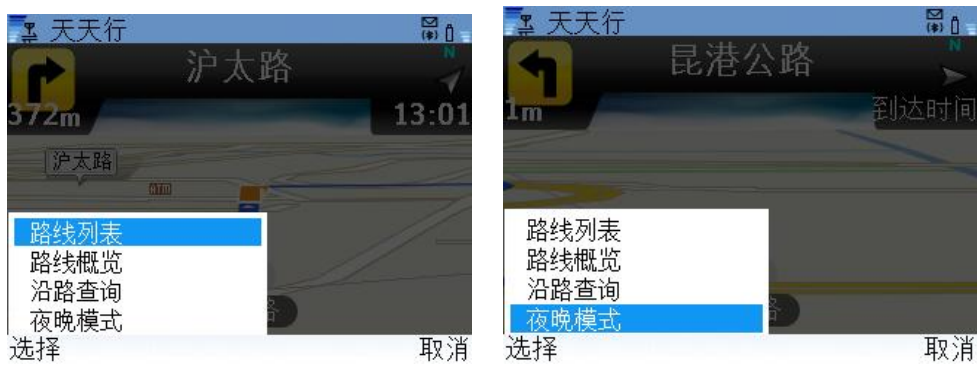 天天行
沪太路
N
372m
13:01
沪太路
ATM
路线列表
路线概览
沿路查询
夜晚模式
路
选择
取消
天天行
昆港公路
N
1m
到达时间
路线列表
路线概览
沿路查询
夜晚模式
路
选择
取消